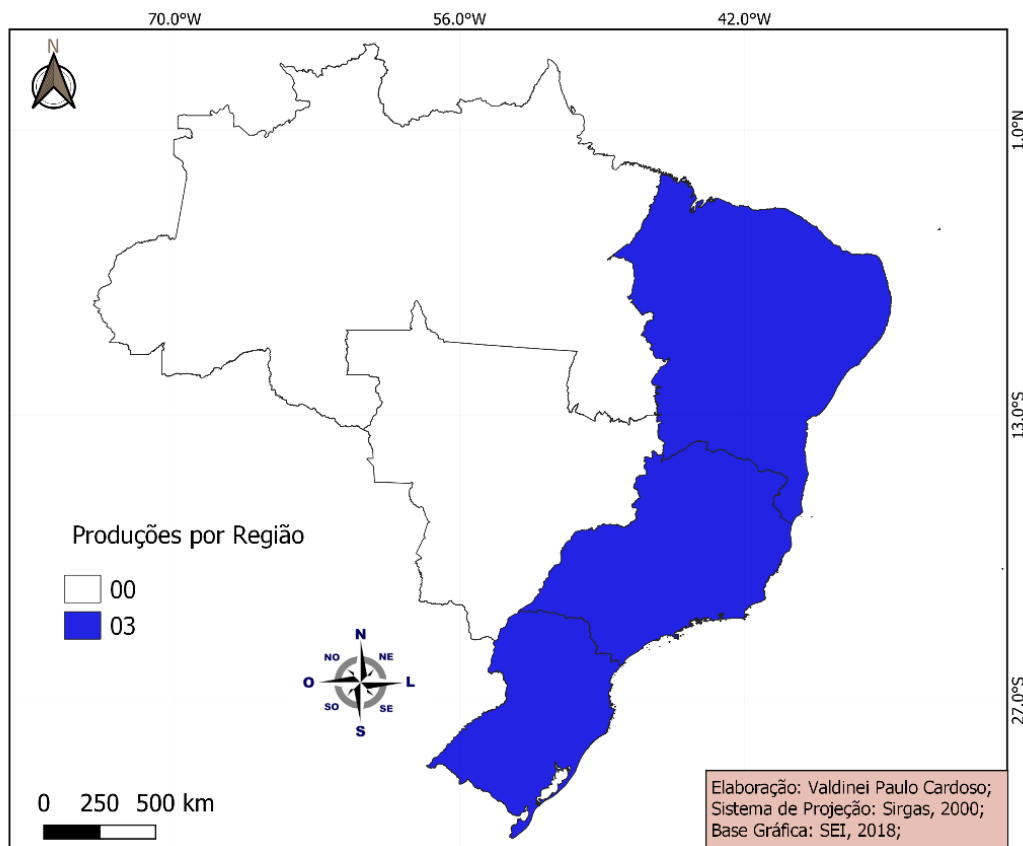 70.0°W 56.0°W 42.0°W
N
1.0°N
13.0°S
Produções por Região
00
03
N
NO NE
O L
SO SE
S
27.0°S
0 250 500 km
Elaboração: Valdinei Paulo Cardoso;
Sistema de Projeção: Sirgas, 2000;
Base Gráfica: SEI, 2018;